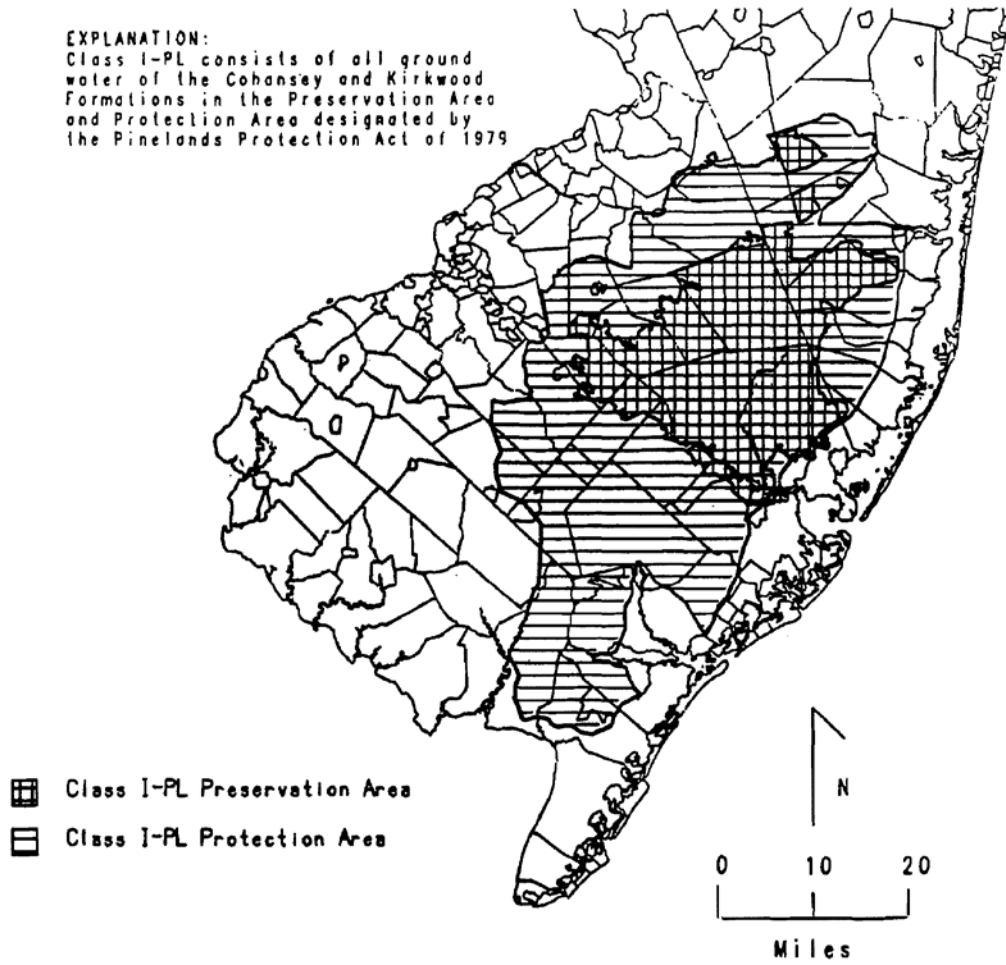 EXPLANATION:
Class I-PL consists of all ground
water of the Cohansey and Kirkwood
Formations in the Preservation Area
and Protection Area designated by
the Pinelands Protection Act of 1979
Class I-PL Preservation Area
Class I-PL Protection Area
N
0 10 20
Miles